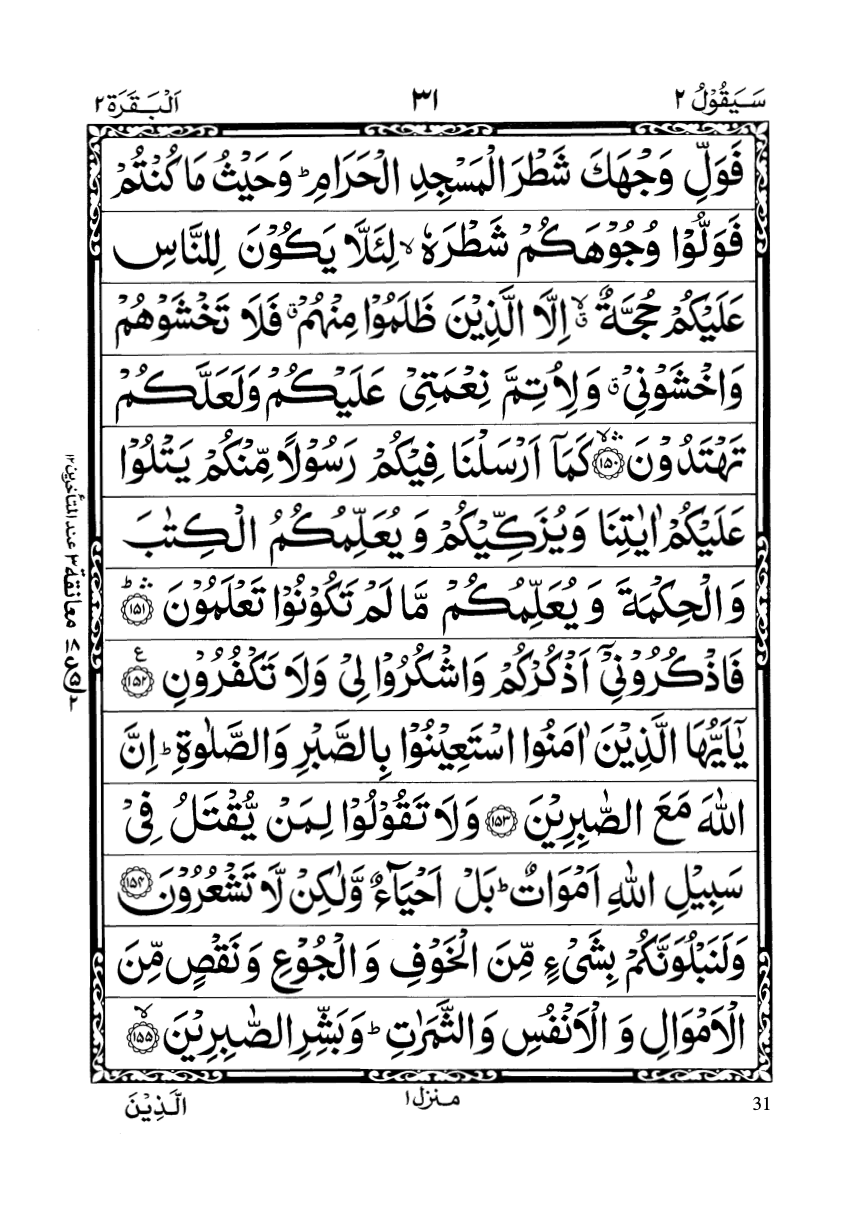 سَيَقُوْلُ ٢ ٣١ اَلْبَقَرَة ٢
فَوَلِّ وَجْهَكَ شَطْرَ الْمَسْجِدِ الْحَرَامِ ؕ وَحَيْثُ مَا كُنْتُمْ
فَوَلُّوْا وُجُوْهَكُمْ شَطْرَهٗ ۙ لِئَلَّا يَكُوْنَ لِلنَّاسِ
عَلَيْكُمْ حُجَّةٌ ۙۗ اِلَّا الَّذِيْنَ ظَلَمُوْا مِنْهُمْ ۗ فَلَا تَخْشَوْهُمْ
وَاخْشَوْنِيْ ۗ وَلِاُتِمَّ نِعْمَتِيْ عَلَيْكُمْ وَلَعَلَّكُمْ
تَهْتَدُوْنَ ۙۛ ﴿١٥٠﴾ كَمَاۤ اَرْسَلْنَا فِيْكُمْ رَسُوْلًا مِّنْكُمْ يَتْلُوْا
عَلَيْكُمْ اٰيٰتِنَا وَيُزَكِّيْكُمْ وَيُعَلِّمُكُمُ الْكِتٰبَ
وَالْحِكْمَةَ وَيُعَلِّمُكُمْ مَّا لَمْ تَكُوْنُوْا تَعْلَمُوْنَ ؕۛ ﴿١٥١﴾
فَاذْكُرُوْنِيْۤ اَذْكُرْكُمْ وَاشْكُرُوْا لِيْ وَلَا تَكْفُرُوْنِ ع ﴿١٥٢﴾
يٰۤاَيُّهَا الَّذِيْنَ اٰمَنُوا اسْتَعِيْنُوْا بِالصَّبْرِ وَالصَّلٰوةِ ؕ اِنَّ
اللّٰهَ مَعَ الصّٰبِرِيْنَ ﴿١٥٣﴾ وَلَا تَقُوْلُوْا لِمَنْ يُّقْتَلُ فِيْ
سَبِيْلِ اللّٰهِ اَمْوَاتٌ ؕ بَلْ اَحْيَآءٌ وَّلٰكِنْ لَّا تَشْعُرُوْنَ ﴿١٥٤﴾
وَلَنَبْلُوَنَّكُمْ بِشَيْءٍ مِّنَ الْخَوْفِ وَالْجُوْعِ وَنَقْصٍ مِّنَ
الْاَمْوَالِ وَ الْاَنْفُسِ وَالثَّمَرٰتِ ؕ وَبَشِّرِ الصّٰبِرِيْنَ ۙ ﴿١٥٥﴾
معانقة ٣ عند المتأخرين ١٢
31 منزل ١ الَّذِيْنَ